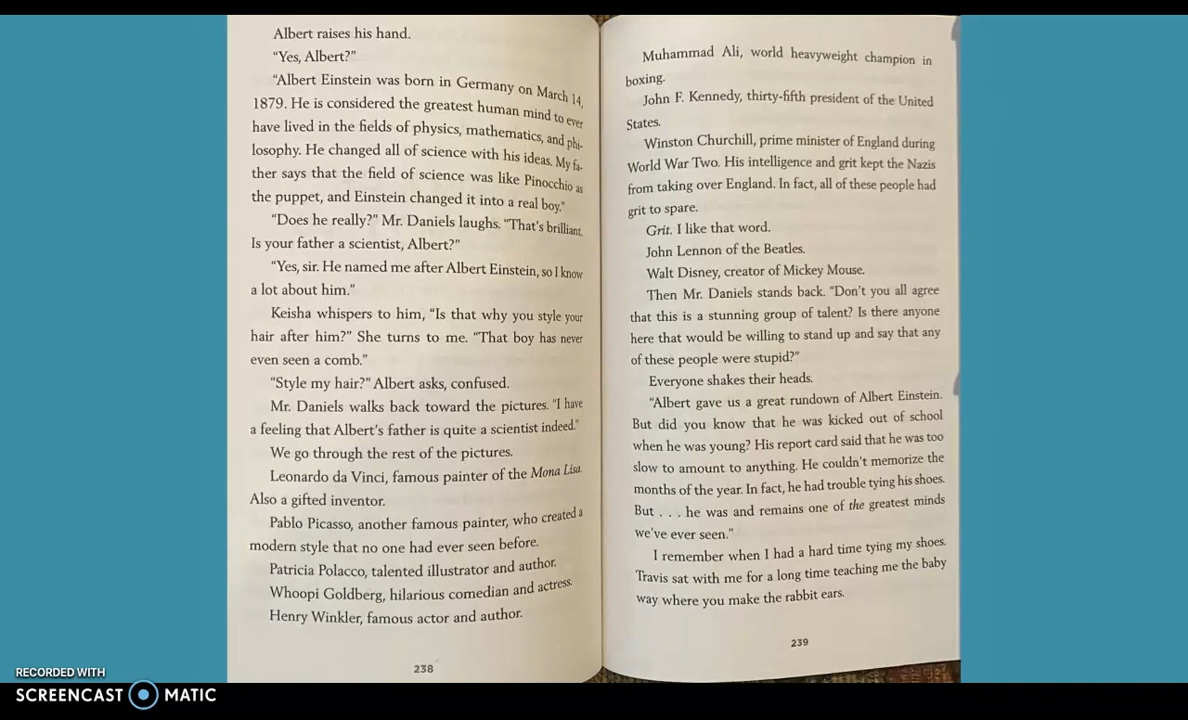 Albert raises his hand.
“Yes, Albert?”
“Albert Einstein was born in Germany on March 14,
1879. He is considered the greatest human mind to ever
have lived in the fields of physics, mathematics, and phi-
losophy. He changed all of science with his ideas. My fa-
ther says that the field of science was like Pinocchio as
the puppet, and Einstein changed it into a real boy.”
“Does he really?” Mr. Daniels laughs. “That’s brilliant.
Is your father a scientist, Albert?”
“Yes, sir. He named me after Albert Einstein, so I know
a lot about him.”
Keisha whispers to him, “Is that why you style your
hair after him?” She turns to me. “That boy has never
even seen a comb.”
“Style my hair?” Albert asks, confused.
Mr. Daniels walks back toward the pictures. “I have
a feeling that Albert’s father is quite a scientist indeed.”
We go through the rest of the pictures.
Leonardo da Vinci, famous painter of the Mona Lisa.
Also a gifted inventor.
Pablo Picasso, another famous painter, who created a
modern style that no one had ever seen before.
Patricia Polacco, talented illustrator and author.
Whoopi Goldberg, hilarious comedian and actress.
Henry Winkler, famous actor and author.
238
Muhammad Ali, world heavyweight champion in
boxing.
John F. Kennedy, thirty-fifth president of the United
States.
Winston Churchill, prime minister of England during
World War Two. His intelligence and grit kept the Nazis
from taking over England. In fact, all of these people had
grit to spare.
Grit. I like that word.
John Lennon of the Beatles.
Walt Disney, creator of Mickey Mouse.
Then Mr. Daniels stands back. “Don’t you all agree
that this is a stunning group of talent? Is there anyone
here that would be willing to stand up and say that any
of these people were stupid?”
Everyone shakes their heads.
“Albert gave us a great rundown of Albert Einstein.
But did you know that he was kicked out of school
when he was young? His report card said that he was too
slow to amount to anything. He couldn’t memorize the
months of the year. In fact, he had trouble tying his shoes.
But . . . he was and remains one of the greatest minds
we’ve ever seen.”
I remember when I had a hard time tying my shoes.
Travis sat with me for a long time teaching me the baby
way where you make the rabbit ears.
239
RECORDED WITH
SCREENCAST MATIC